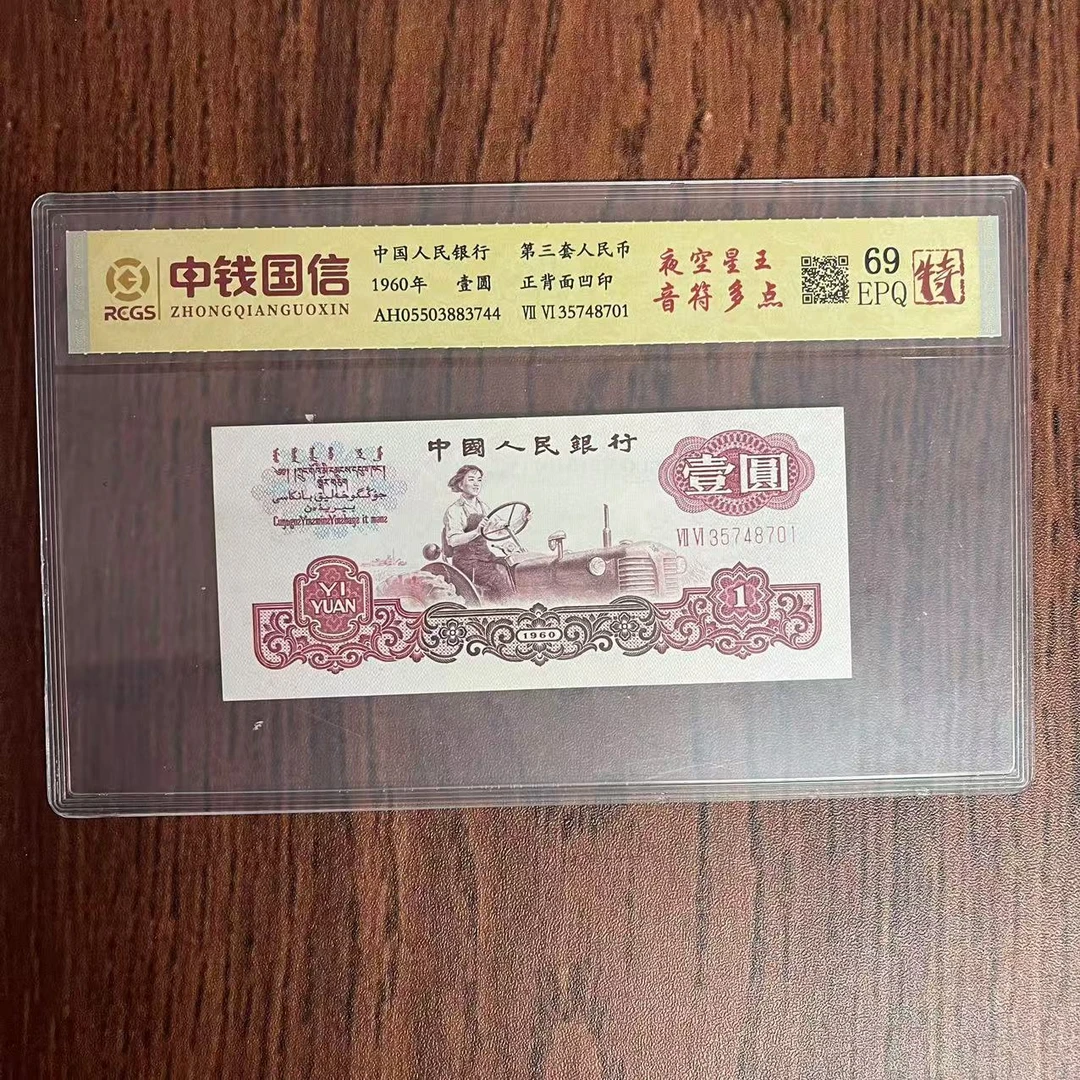 RCGS
中钱国信
ZHONGQIANGUOXIN
中国人民银行 第三套人民币
1960年 壹圆 正背面凹印
AH05503883744 Ⅶ Ⅵ 35748701
夜空星王
音符多点
69
EPQ
特
中國人民銀行
壹圓
Ⅶ Ⅵ 35748701
YI
YUAN
1960
1